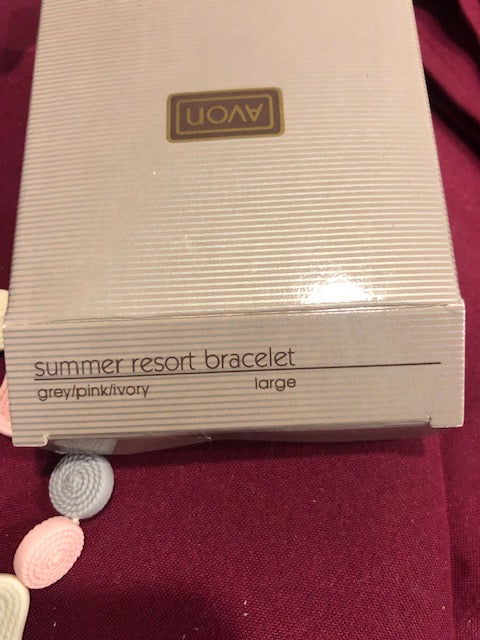 AVON
summer resort bracelet
grey/pink/ivory large